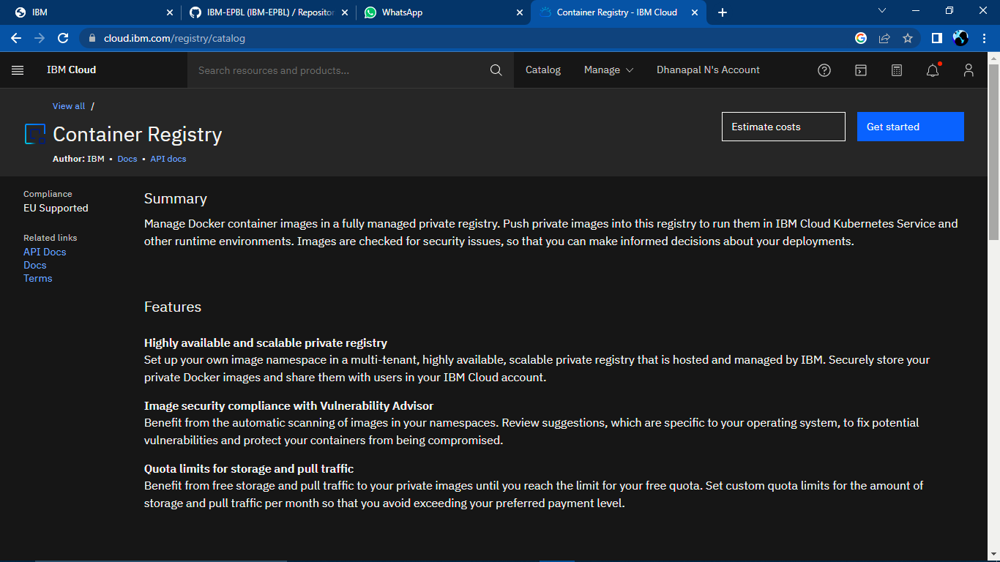 IBM
IBM-EPBL (IBM-EPBL) / Repositor
WhatsApp
Container Registry - IBM Cloud
cloud.ibm.com/registry/catalog
IBM Cloud
Search resources and products...
Catalog
Manage
Dhanapal N's Account
View all /
Container Registry
Author: IBM • Docs • API docs
Estimate costs
Get started
Compliance
EU Supported
Related links
API Docs
Docs
Terms
Summary
Manage Docker container images in a fully managed private registry. Push private images into this registry to run them in IBM Cloud Kubernetes Service and
other runtime environments. Images are checked for security issues, so that you can make informed decisions about your deployments.
Features
Highly available and scalable private registry
Set up your own image namespace in a multi-tenant, highly available, scalable private registry that is hosted and managed by IBM. Securely store your
private Docker images and share them with users in your IBM Cloud account.
Image security compliance with Vulnerability Advisor
Benefit from the automatic scanning of images in your namespaces. Review suggestions, which are specific to your operating system, to fix potential
vulnerabilities and protect your containers from being compromised.
Quota limits for storage and pull traffic
Benefit from free storage and pull traffic to your private images until you reach the limit for your free quota. Set custom quota limits for the amount of
storage and pull traffic per month so that you avoid exceeding your preferred payment level.